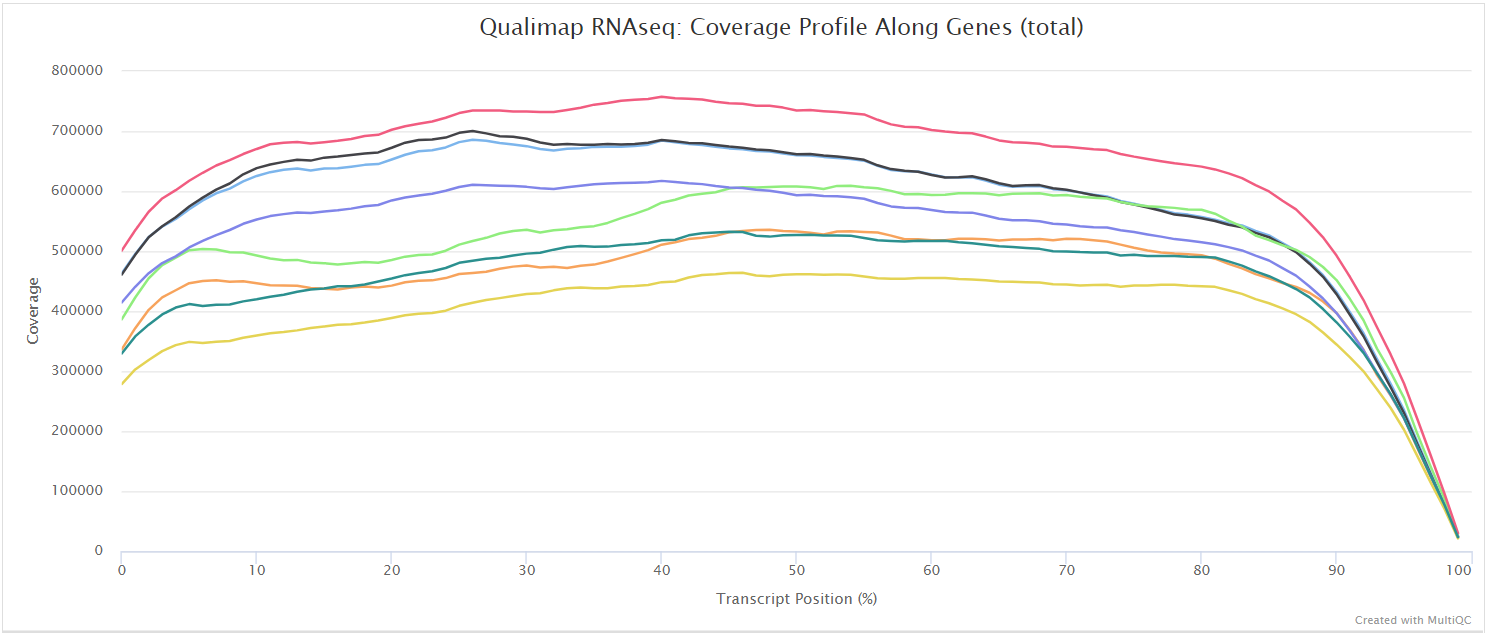 Qualimap RNAseq: Coverage Profile Along Genes (total)
800000
700000
600000
500000
400000
300000
200000
100000
0
Coverage
0 10 20 30 40 50 60 70 80 90 100
Transcript Position (%)
Created with MultiQC